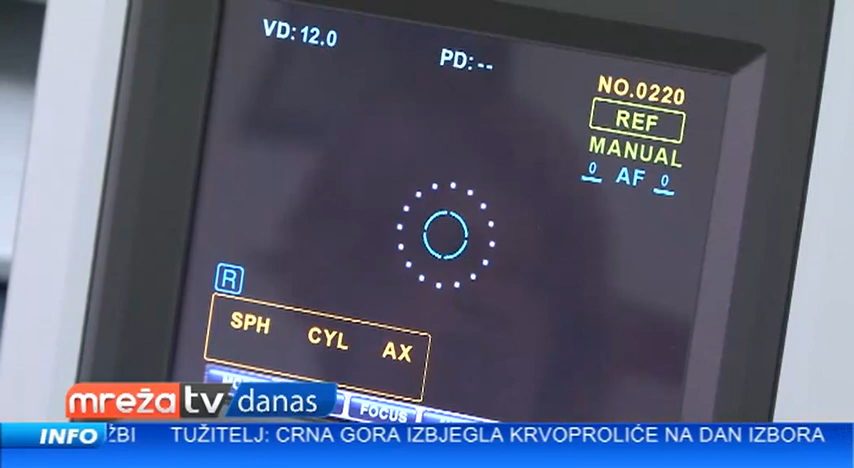 VD: 12.0
PD: --
NO.0220
REF
MANUAL
0 AF 0
R
SPH CYL AX
FOCUS
mreža tv danas
INFO ŽBI TUŽITELJ: CRNA GORA IZBJEGLA KRVOPROLIĆE NA DAN IZBORA